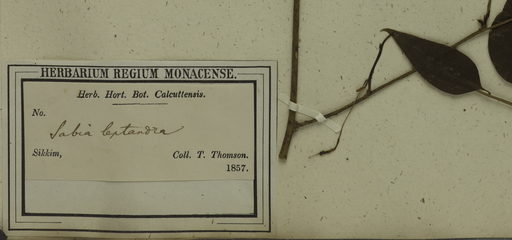 HERBARIUM REGIUM MONACENSE.
Herb. Hort. Bot. Calcuttensis.
No.
Sabia leptandra
Sikkim, Coll. T. Thomson.
1857.